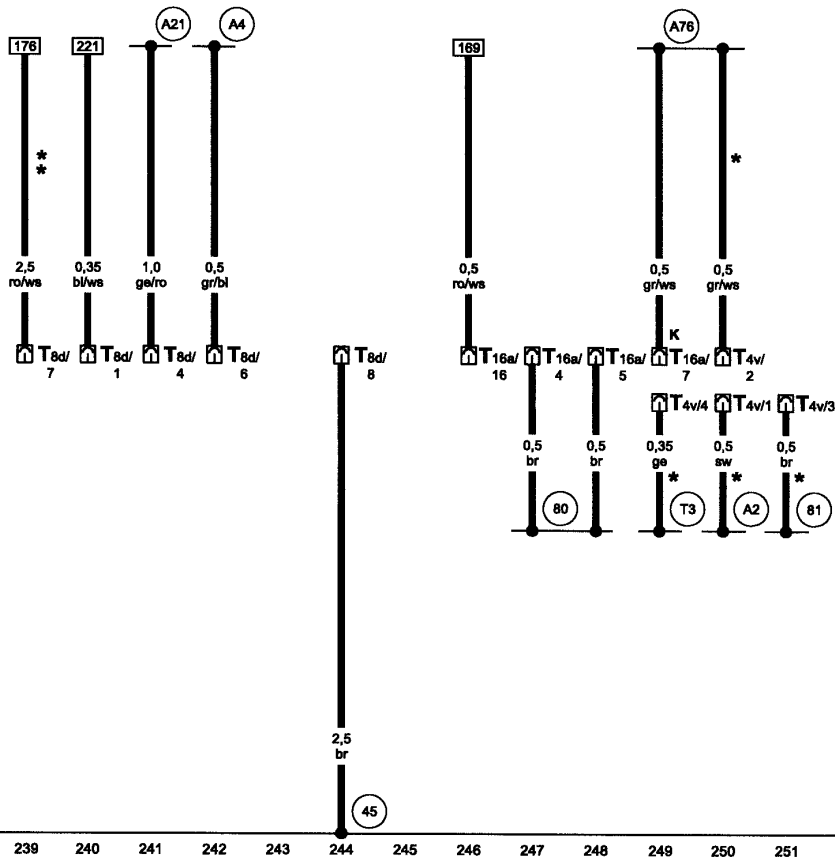 A21
A4
A76
176
221
169
*
*
*
2,5
ro/ws
0,35
bl/ws
1,0
ge/ro
0,5
gr/bl
0,5
ro/ws
0,5
gr/ws
0,5
gr/ws
K
T8d/
7
T8d/
1
T8d/
4
T8d/
6
T8d/
8
T16a/
16
T16a/
4
T16a/
5
T16a/
7
T4v/
2
T4v/4
T4v/1
T4v/3
0,5
br
0,5
br
0,35
ge
*
0,5
sw
*
0,5
br
*
80
T3
A2
81
2,5
br
45
239 240 241 242 243 244 245 246 247 248 249 250 251